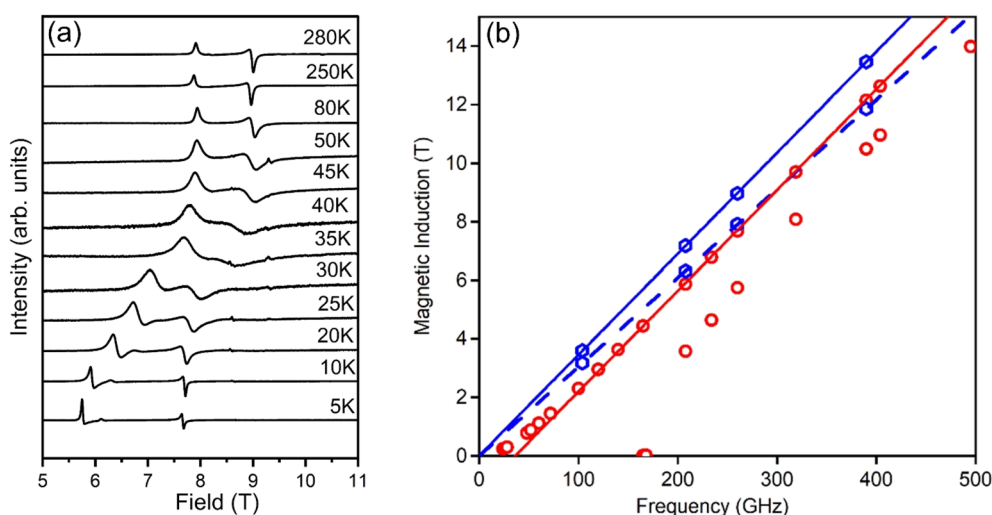 (a)
280K
250K
80K
50K
45K
40K
35K
30K
25K
20K
10K
5K
Intensity (arb. units)
5 6 7 8 9 10 11
Field (T)
(b)
14
12
10
8
6
4
2
0
Magnetic Induction (T)
0 100 200 300 400 500
Frequency (GHz)